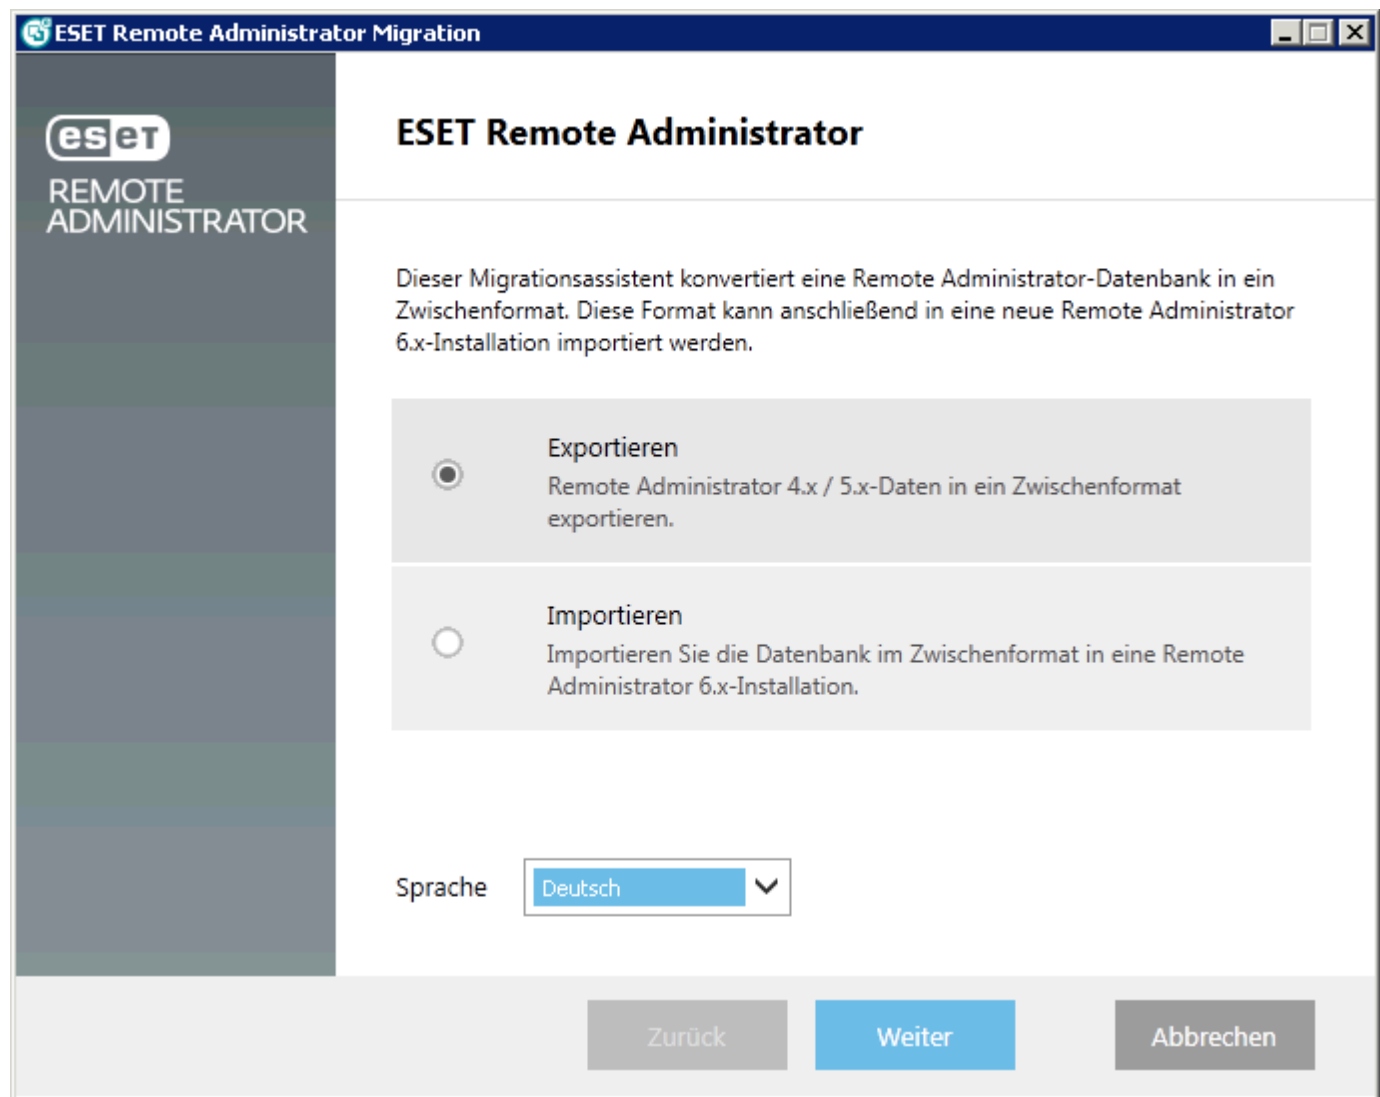 ESET Remote Administrator Migration
eseT
REMOTE
ADMINISTRATOR
ESET Remote Administrator
Dieser Migrationsassistent konvertiert eine Remote Administrator-Datenbank in ein
Zwischenformat. Diese Format kann anschließend in eine neue Remote Administrator
6.x-Installation importiert werden.
Exportieren
Remote Administrator 4.x / 5.x-Daten in ein Zwischenformat
exportieren.
Importieren
Importieren Sie die Datenbank im Zwischenformat in eine Remote
Administrator 6.x-Installation.
Sprache
Deutsch
Zurück
Weiter
Abbrechen